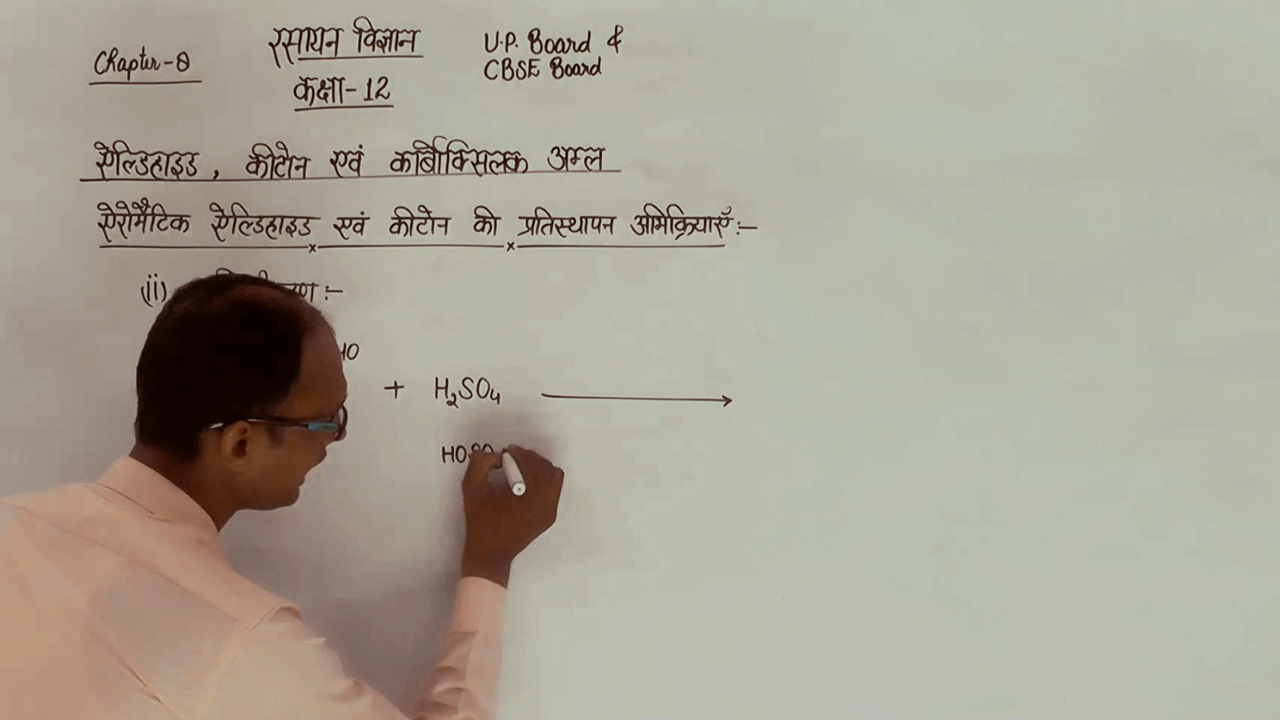 Chapter-8
रसायन विज्ञान
कक्षा-12
U.P. Board &
CBSE Board
ऐल्डिहाइड, कीटोन एवं कार्बोक्सिलिक अम्ल
ऐरोमैटिक ऐल्डिहाइड एवं कीटोन की प्रतिस्थापन अभिक्रियाएँ :-
(ii)
+ H₂SO₄